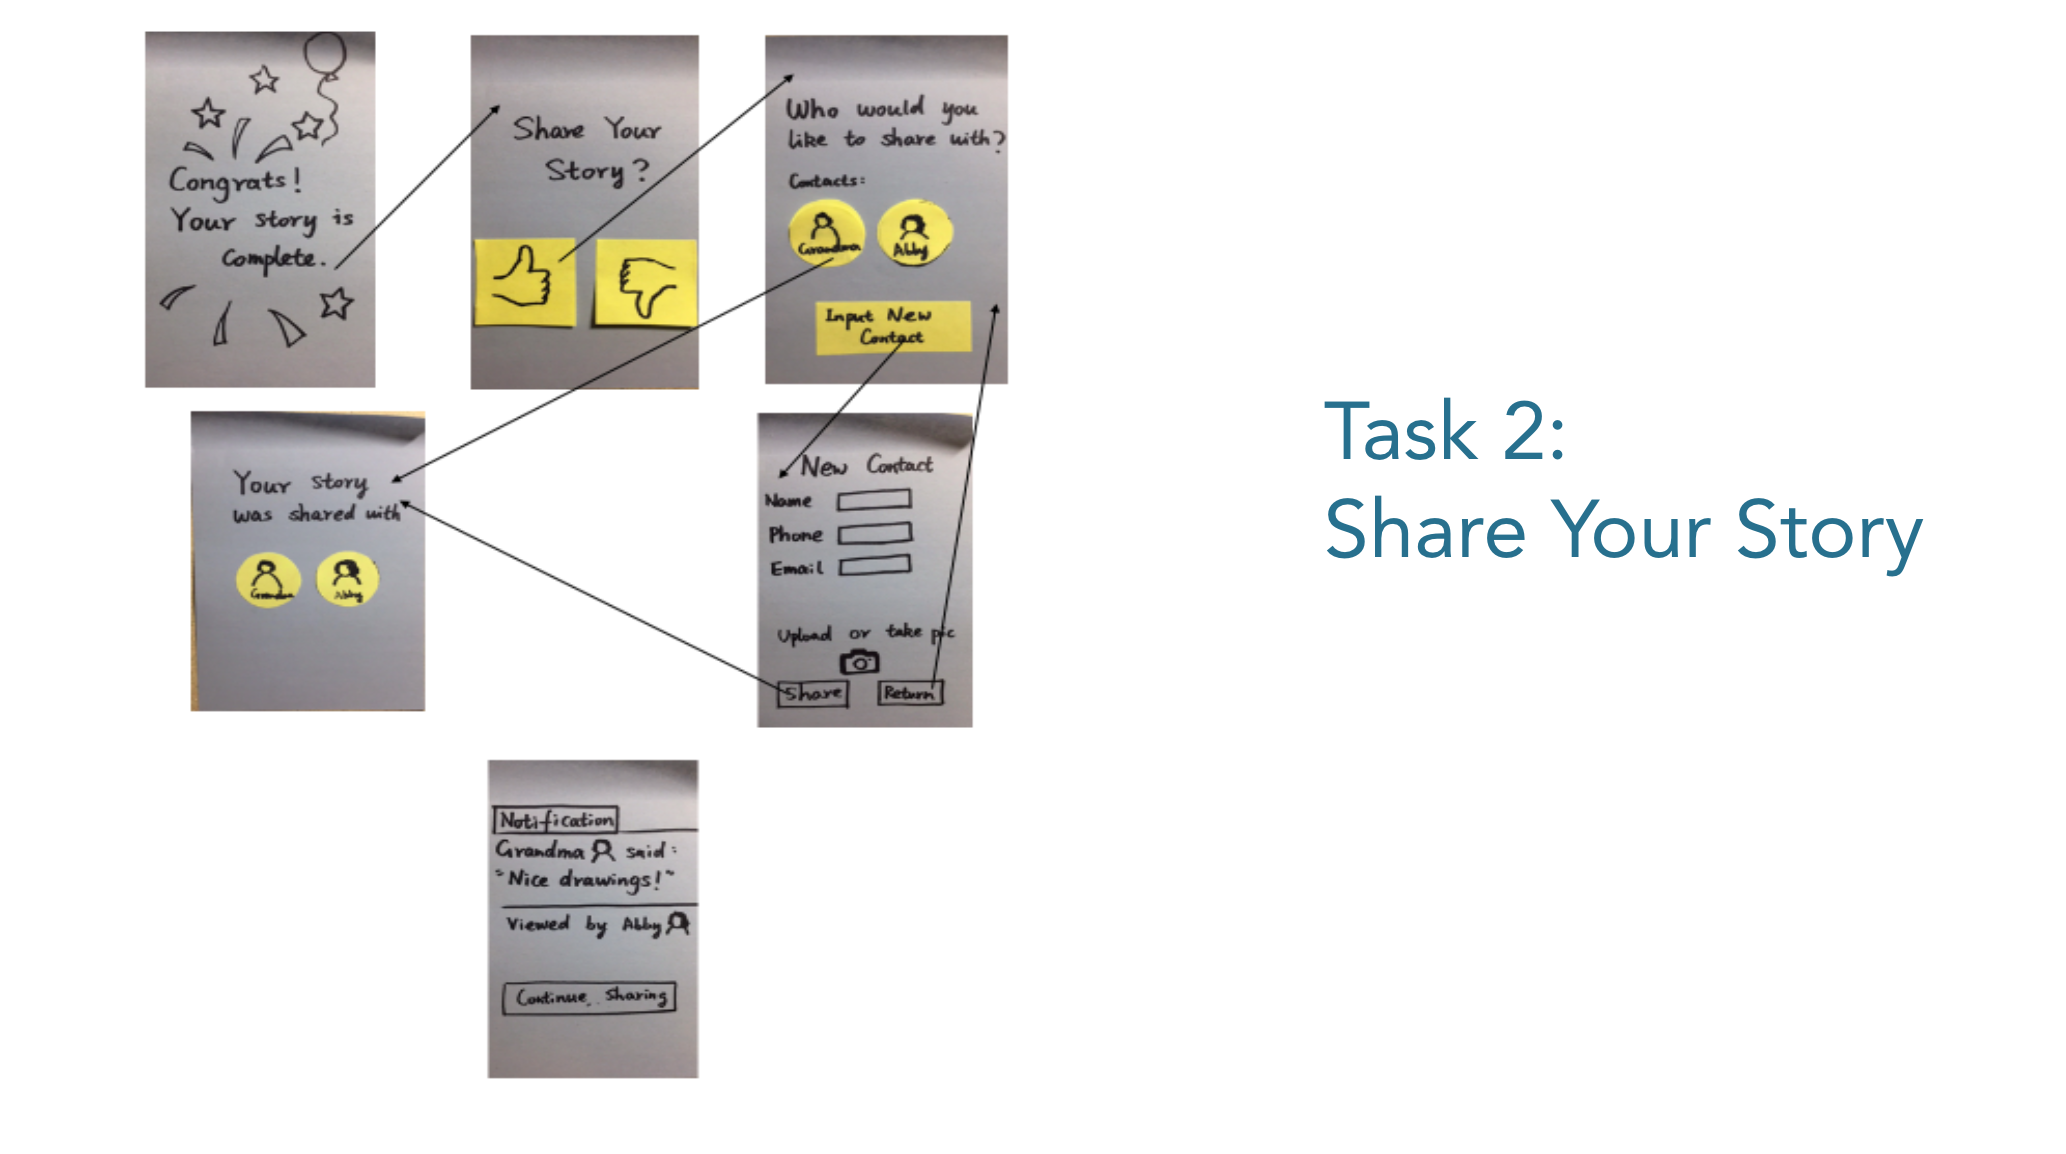 Congrats!
Your story is
Complete.
Share Your
Story?
Who would you
like to share with?
Contacts:
Grandma
Abby
Input New
Contact
Your story
was shared with
Grandma
Abby
New Contact
Name
Phone
Email
Upload or take pic
Share
Return
Notification
Grandma said:
"Nice drawings!"
Viewed by Abby
Continue Sharing
Task 2:
Share Your Story